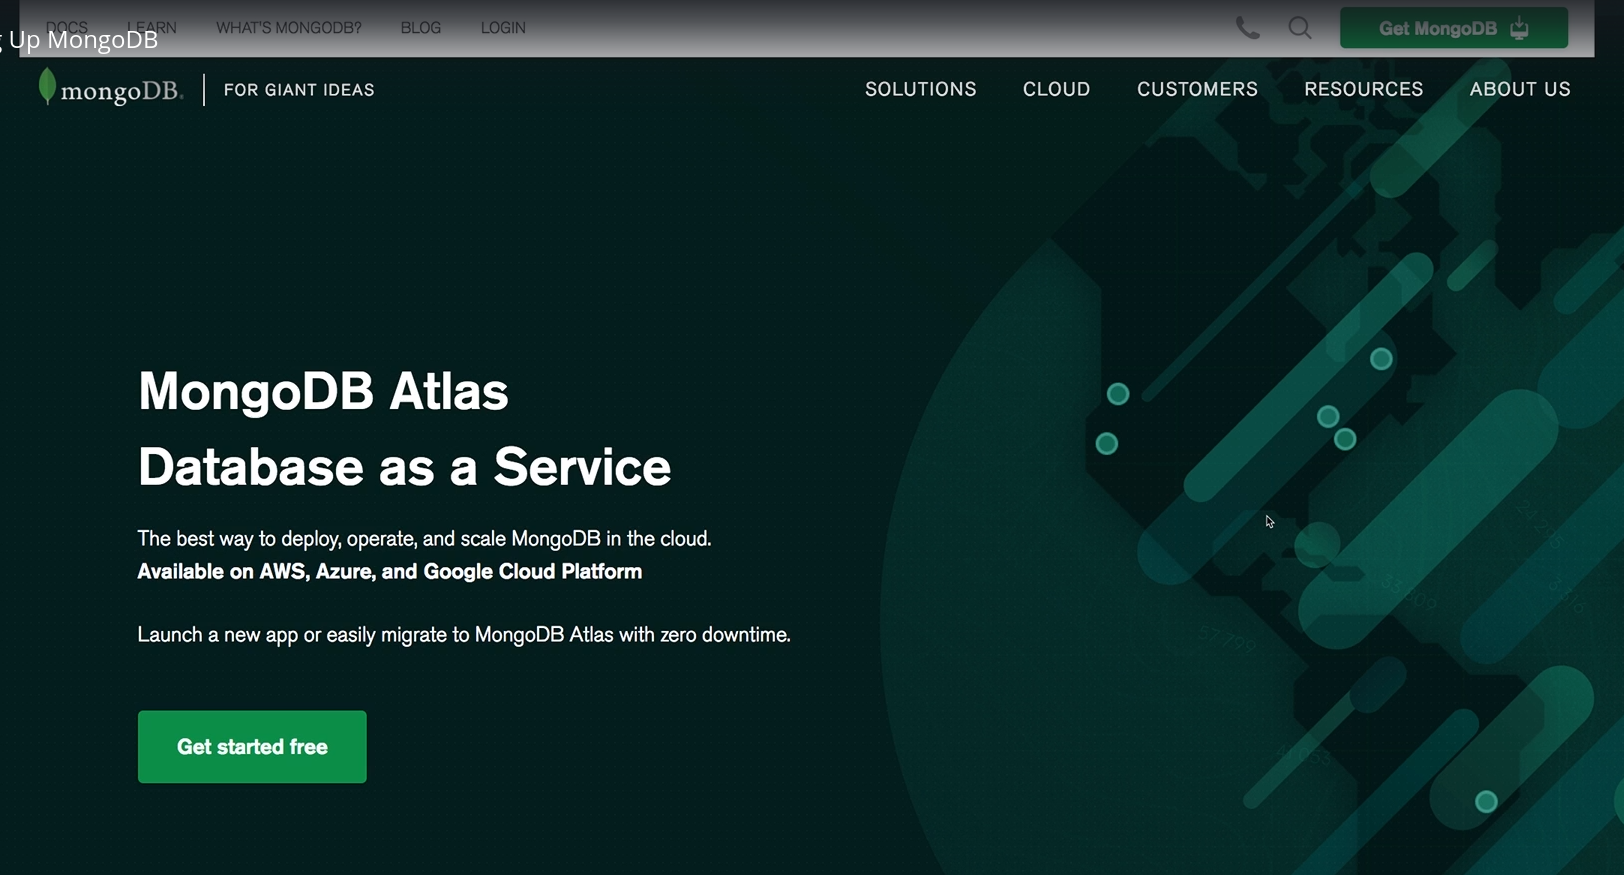 DOCS LEARN WHAT'S MONGODB? BLOG LOGIN Get MongoDB
Up MongoDB
mongoDB. FOR GIANT IDEAS SOLUTIONS CLOUD CUSTOMERS RESOURCES ABOUT US
MongoDB Atlas
Database as a Service
The best way to deploy, operate, and scale MongoDB in the cloud.
Available on AWS, Azure, and Google Cloud Platform
Launch a new app or easily migrate to MongoDB Atlas with zero downtime.
Get started free